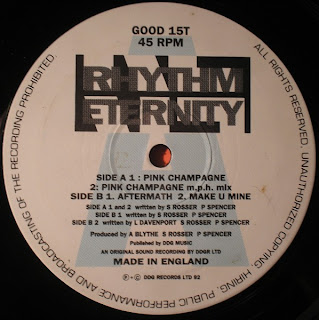 GOOD 15T
45 RPM
RHYTHM
ETERNITY
SIDE A 1 : PINK CHAMPAGNE
2: PINK CHAMPAGNE m.p.h. mix
SIDE B 1. AFTERMATH 2, MAKE U MINE
SIDE A 1 and 2 written by S ROSSER P SPENCER
SIDE B 1 written by S ROSSER P SPENCER
SIDE B 2 written by L DAVENPORT S ROSSER P SPENCER
Produced by A BLYTHE S ROSSER P SPENCER
Published by DDG MUSIC
AN ORIGINAL SOUND RECORDING BY DDGR LTD
MADE IN ENGLAND
℗ + © DDG RECORDS LTD 92
ALL RIGHTS RESERVED. UNAUTHORIZED COPYING HIRING, PUBLIC PERFORMANCE AND BROADCASTING OF THE RECORDING PROHIBITED.